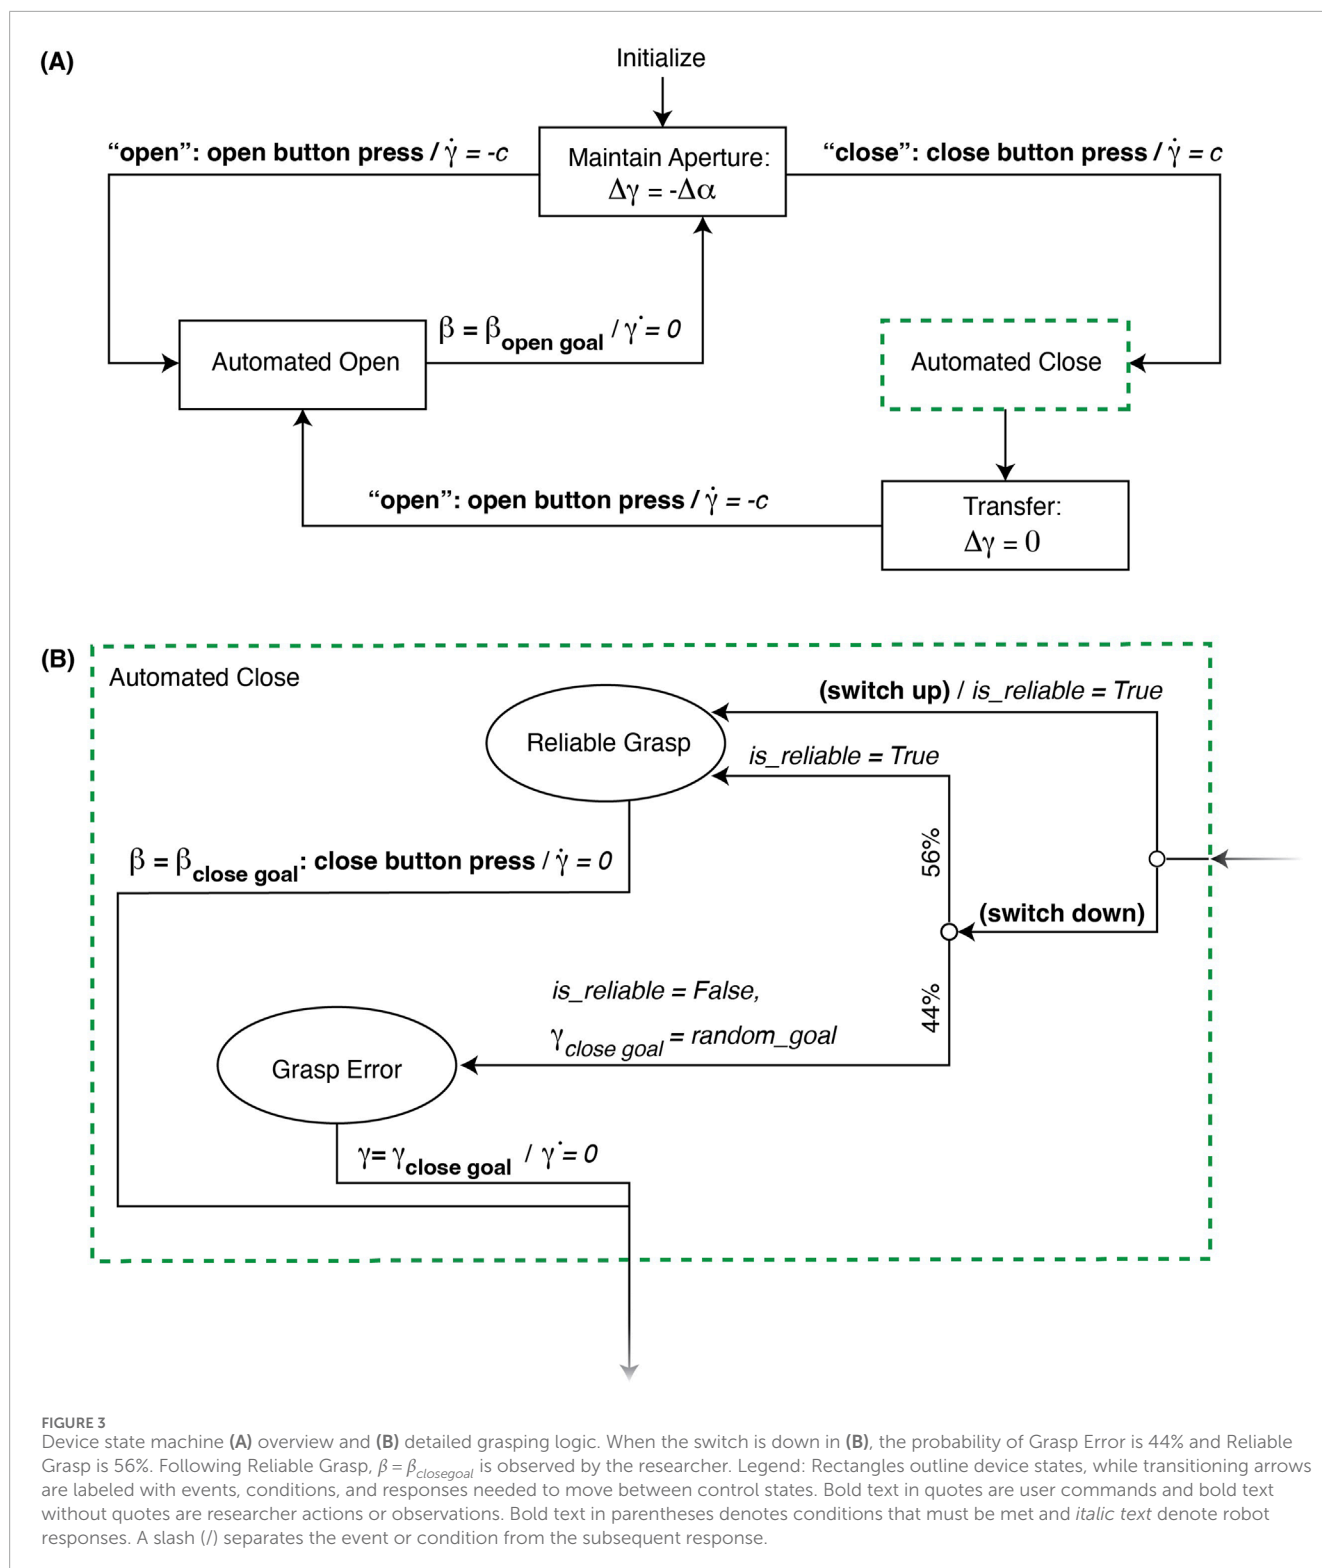 (A)
Initialize
“open”: open button press / γ̇ = -c
Maintain Aperture:
Δγ = -Δα
“close”: close button press / γ̇ = c
β = βopen goal / γ˙= 0
Automated Open
Automated Close
“open”: open button press / γ̇ = -c
Transfer:
Δγ = 0
(B)
Automated Close
(switch up) / is_reliable = True
Reliable Grasp
is_reliable = True
56%
β = βclose goal: close button press / γ̇ = 0
(switch down)
44%
is_reliable = False,
γclose goal = random_goal
Grasp Error
γ= γclose goal / γ˙= 0
FIGURE 3
Device state machine (A) overview and (B) detailed grasping logic. When the switch is down in (B), the probability of Grasp Error is 44% and Reliable
Grasp is 56%. Following Reliable Grasp, β = βclosegoal is observed by the researcher. Legend: Rectangles outline device states, while transitioning arrows
are labeled with events, conditions, and responses needed to move between control states. Bold text in quotes are user commands and bold text
without quotes are researcher actions or observations. Bold text in parentheses denotes conditions that must be met and italic text denote robot
responses. A slash (/) separates the event or condition from the subsequent response.